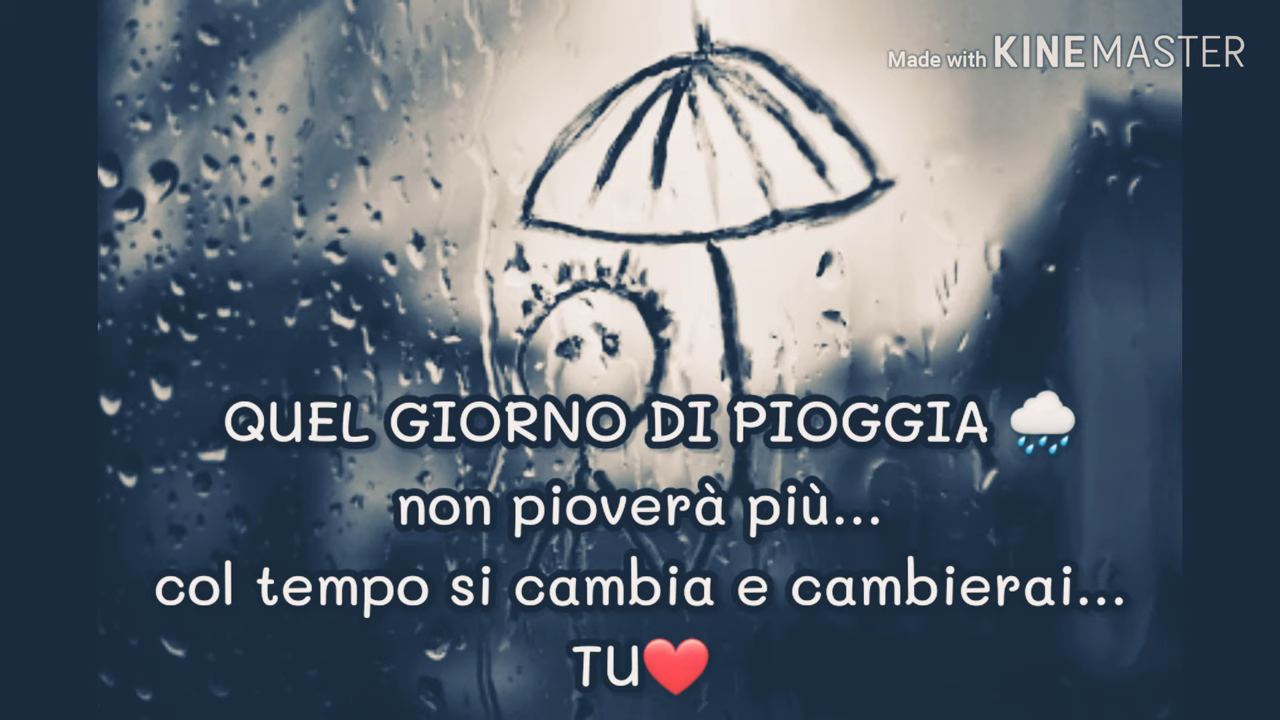 Made with KINEMASTER
QUEL GIORNO DI PIOGGIA 🌧️
non pioverà più...
col tempo si cambia e cambierai...
TU❤️